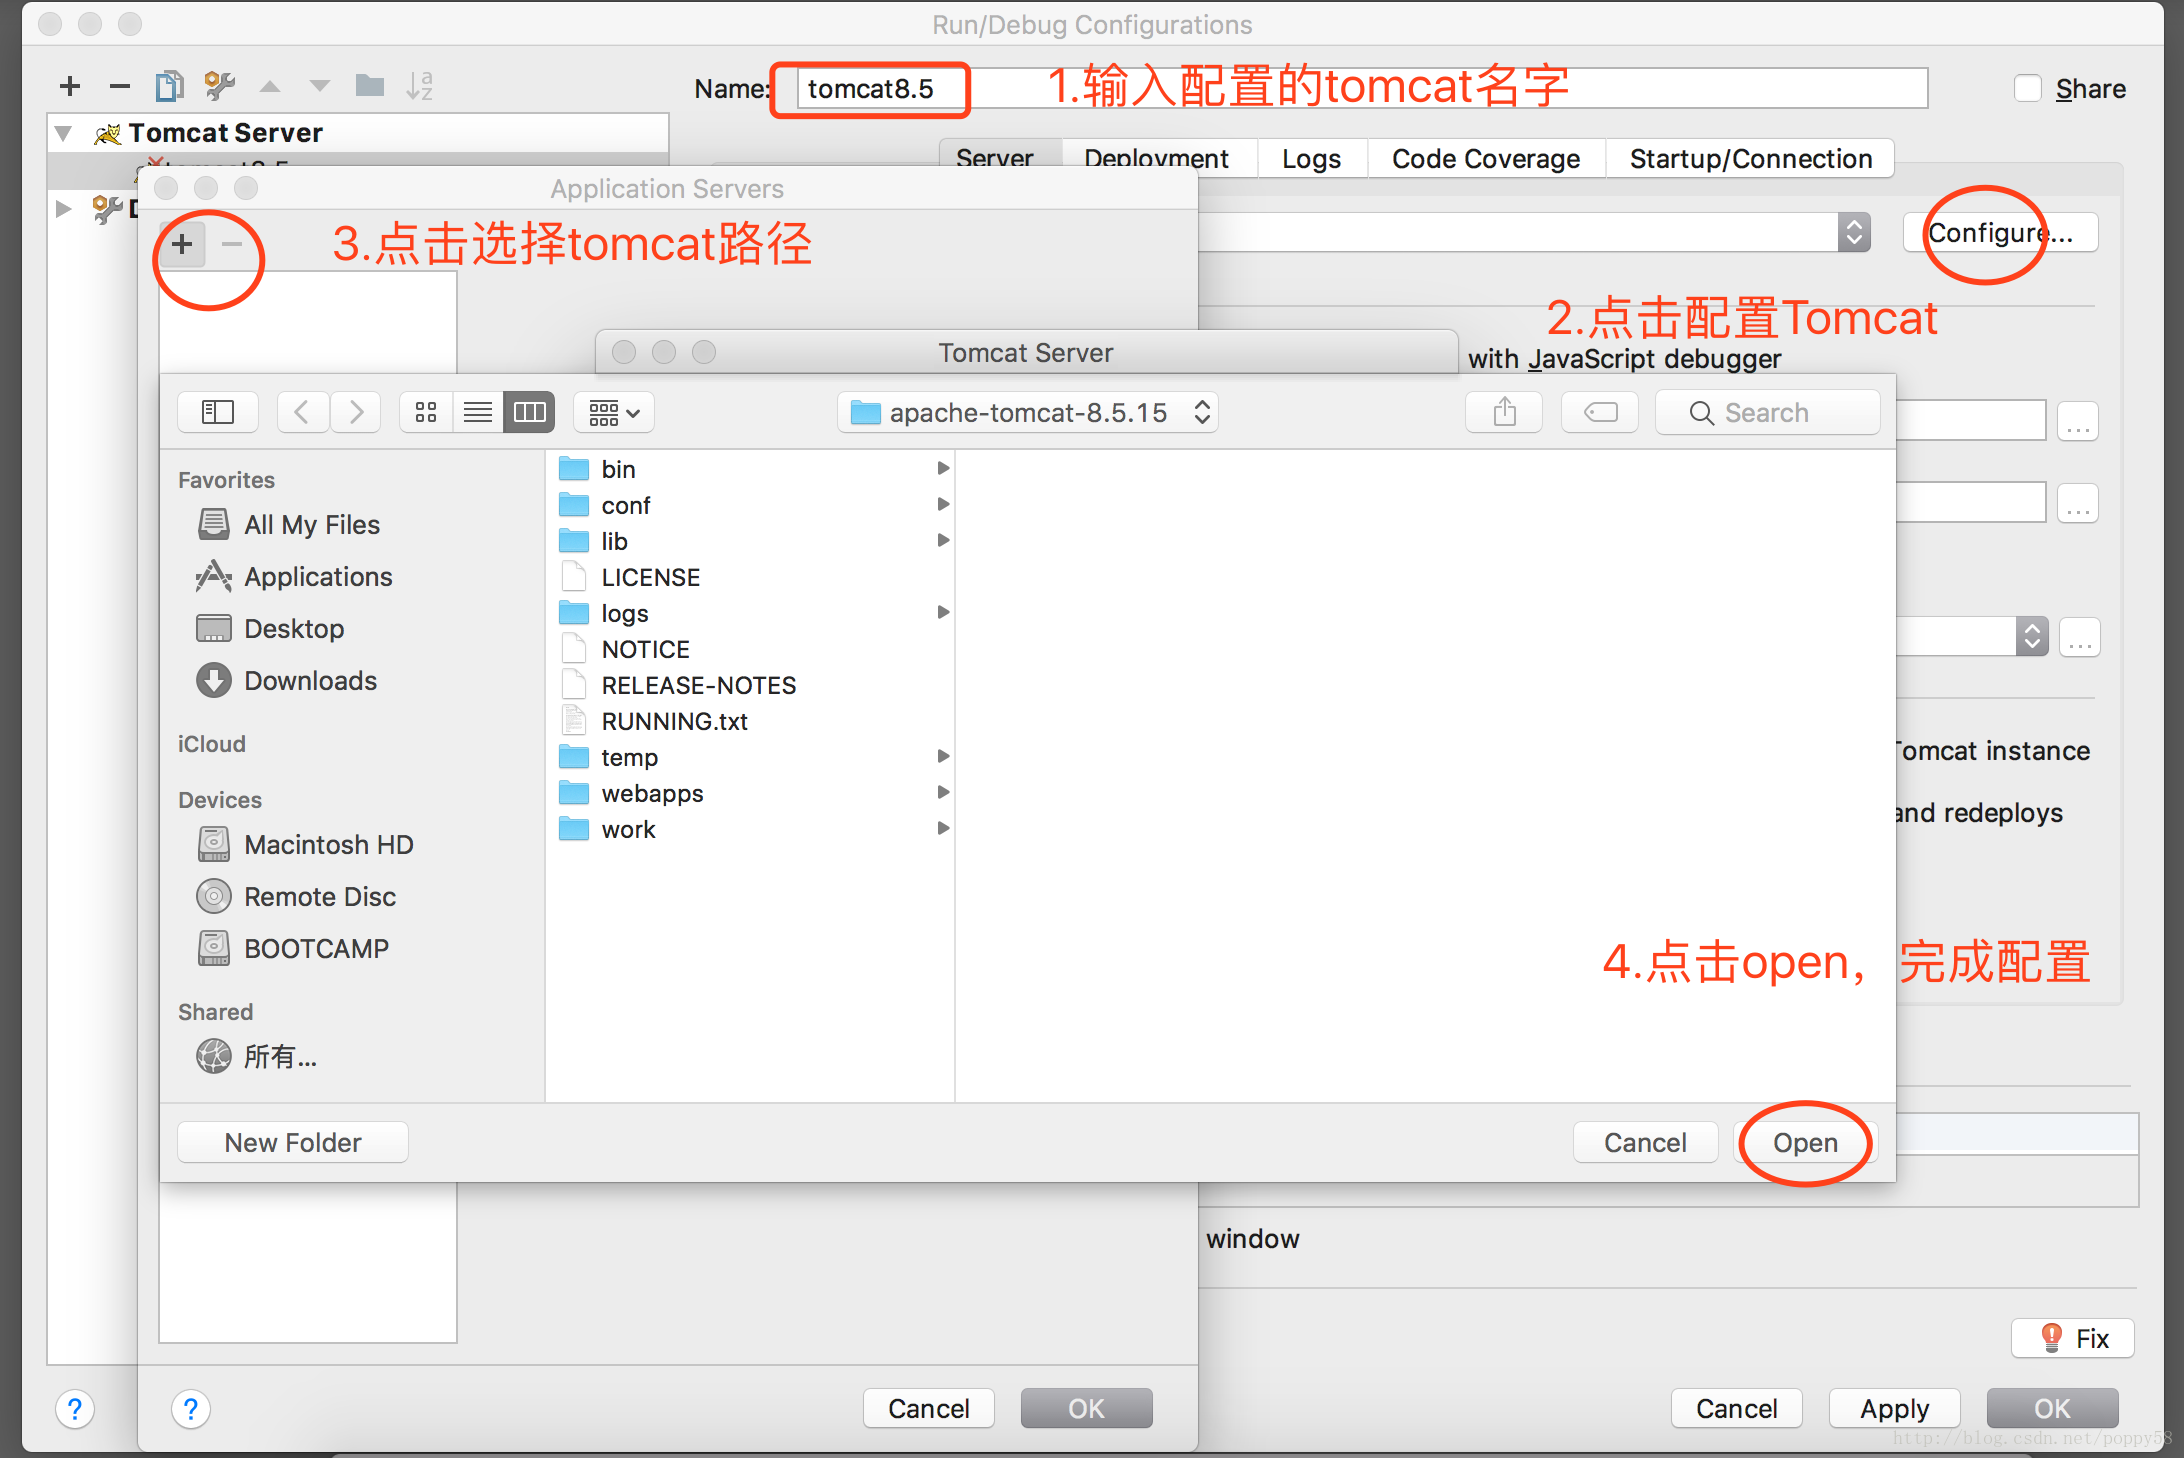 Run/Debug Configurations
Name: tomcat8.5
1.输入配置的tomcat名字
Share
Tomcat Server
tomcat8.5
Server
Deployment
Logs
Code Coverage
Startup/Connection
Application Servers
3.点击选择tomcat路径
Configure...
2.点击配置Tomcat
with JavaScript debugger
Tomcat Server
apache-tomcat-8.5.15
Search
...
Favorites
All My Files
Applications
Desktop
Downloads
iCloud
Devices
Macintosh HD
Remote Disc
BOOTCAMP
Shared
所有...
bin
conf
lib
LICENSE
logs
NOTICE
RELEASE-NOTES
RUNNING.txt
temp
webapps
work
...
...
Tomcat instance
and redeploys
4.点击open，完成配置
New Folder
Cancel
Open
window
Fix
?
?
Cancel
OK
Cancel
Apply
OK
http://blog.csdn.net/poppy58